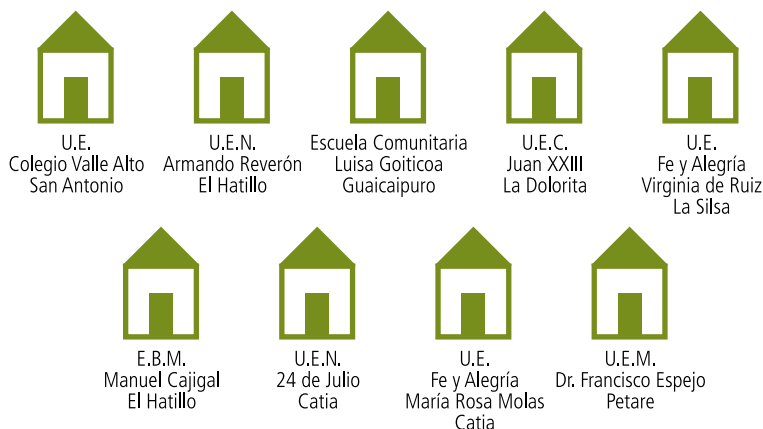 U.E.
Colegio Valle Alto
San Antonio
U.E.N.
Armando Reverón
El Hatillo
Escuela Comunitaria
Luisa Goiticoa
Guaicaipuro
U.E.C.
Juan XXIII
La Dolorita
U.E.
Fe y Alegría
Virginia de Ruiz
La Silsa
E.B.M.
Manuel Cajigal
El Hatillo
U.E.N.
24 de Julio
Catia
U.E.
Fe y Alegría
María Rosa Molas
Catia
U.E.M.
Dr. Francisco Espejo
Petare